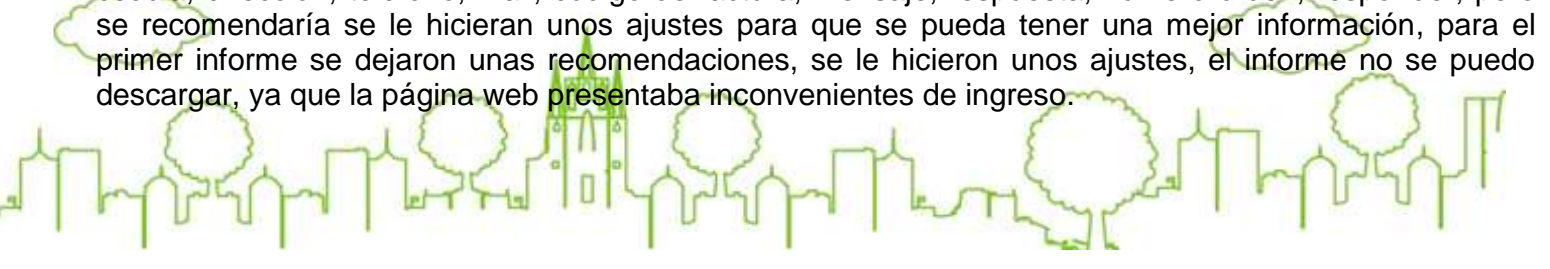 se recomendaría se le hicieran unos ajustes para que se pueda tener una mejor información, para el
primer informe se dejaron unas recomendaciones, se le hicieron unos ajustes, el informe no se puedo
descargar, ya que la página web presentaba inconvenientes de ingreso.